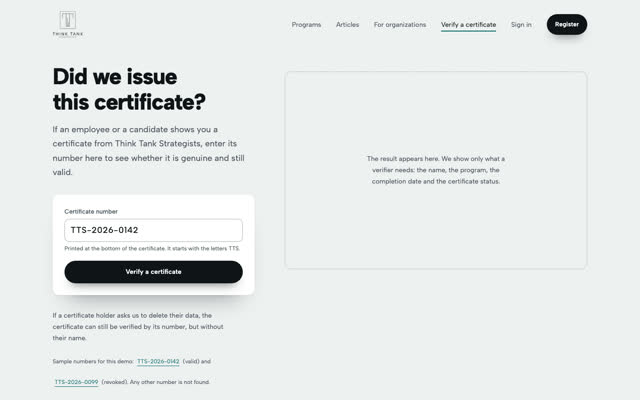 THINK TANK
Programs Articles For organizations Verify a certificate Sign in Register
Did we issue
this certificate?
If an employee or a candidate shows you a
certificate from Think Tank Strategists, enter its
number here to see whether it is genuine and still
valid.
Certificate number
TTS-2026-0142
Printed at the bottom of the certificate. It starts with the letters TTS.
Verify a certificate
If a certificate holder asks us to delete their data, the
certificate can still be verified by its number, but without
their name.
Sample numbers for this demo: TTS-2026-0142 (valid) and
TTS-2026-0099 (revoked). Any other number is not found.
The result appears here. We show only what a
verifier needs: the name, the program, the
completion date and the certificate status.